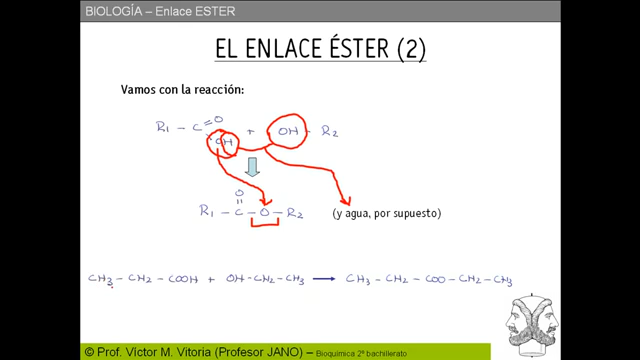 BIOLOGÍA – Enlace ESTER
EL ENLACE ÉSTER (2)
Vamos con la reacción:
O
R1 – C = OH + OH – R2
O
R1 – C – O – R2 (y agua, por supuesto)
CH3 – CH2 – COOH + OH – CH2 – CH3 → CH3 – CH2 – COO – CH2 – CH3
© Prof. Víctor M. Vitoria (Profesor JANO) – Bioquímica 2º bachillerato